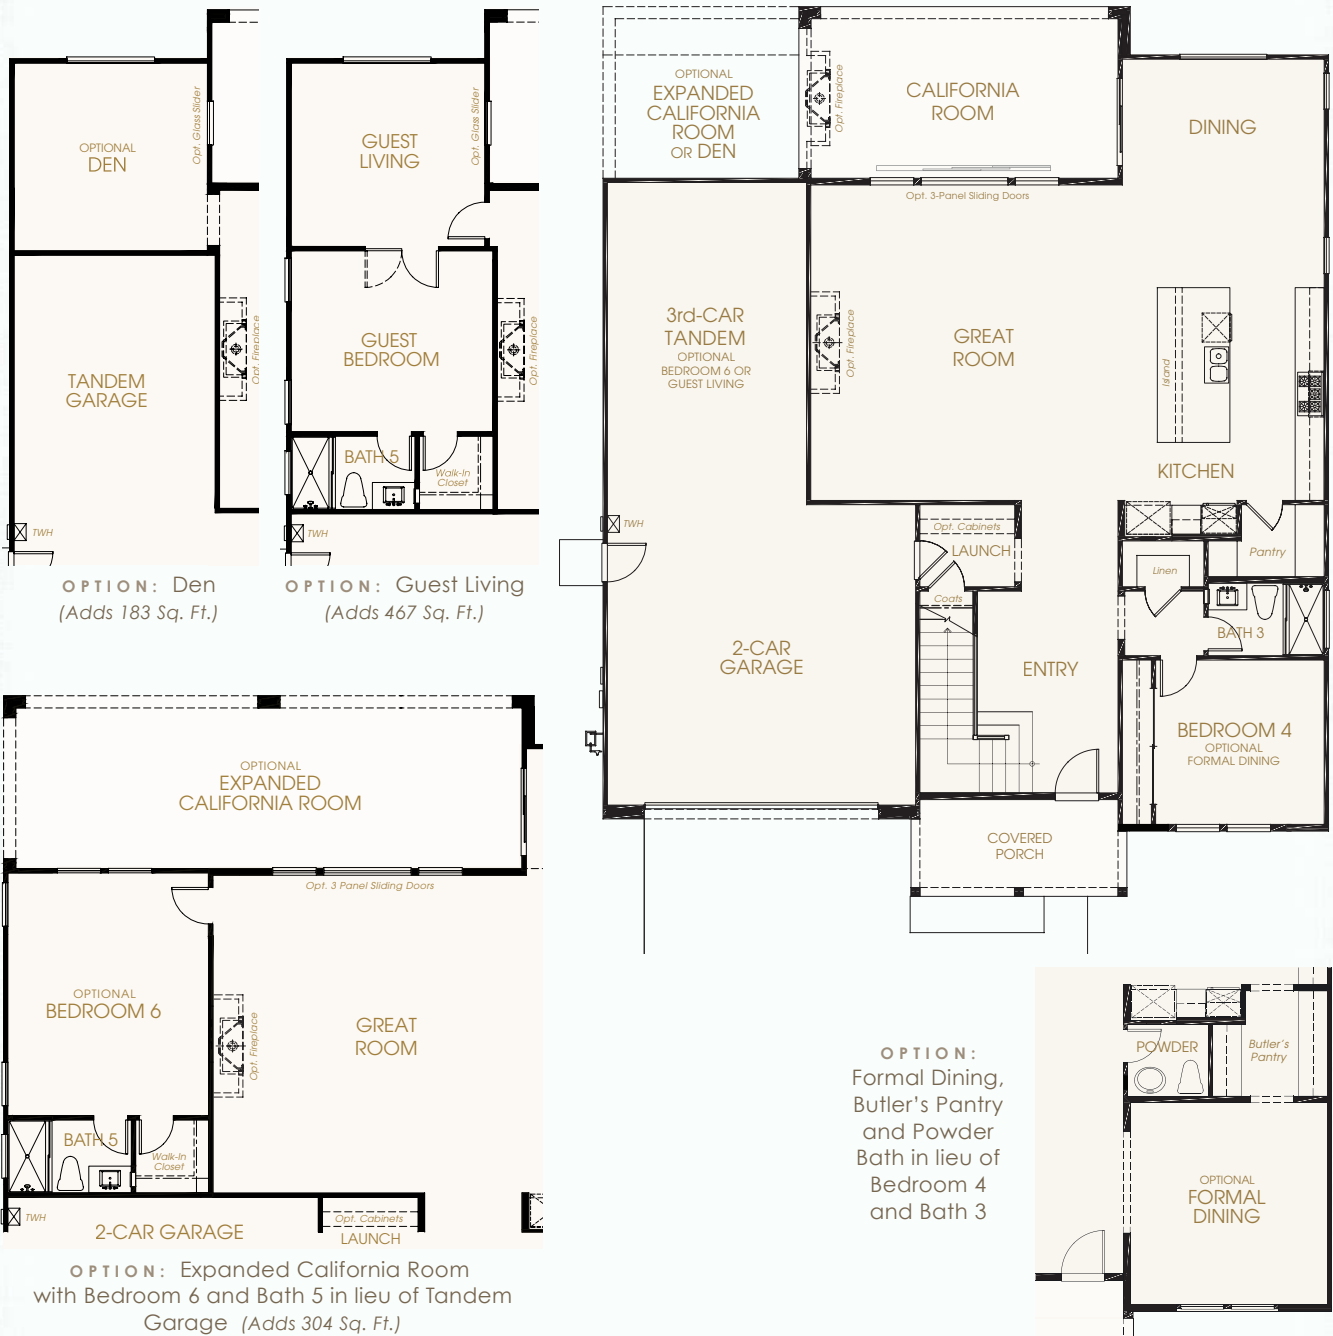 OPTIONAL
DEN
Opt. Glass Slider
TANDEM
GARAGE
Opt. Fireplace
TWH
OPTION: Den
(Adds 183 Sq. Ft.)
GUEST
LIVING
Opt. Glass Slider
GUEST
BEDROOM
Opt. Fireplace
BATH 5
Walk-In
Closet
TWH
OPTION: Guest Living
(Adds 467 Sq. Ft.)
OPTIONAL
EXPANDED
CALIFORNIA
ROOM
OR DEN
Opt. Fireplace
CALIFORNIA
ROOM
DINING
Opt. 3-Panel Sliding Doors
3rd-CAR
TANDEM
OPTIONAL
BEDROOM 6 OR
GUEST LIVING
Opt. Fireplace
GREAT
ROOM
Island
KITCHEN
TWH
Opt. Cabinets
LAUNCH
Coats
Pantry
Linen
BATH 3
2-CAR
GARAGE
ENTRY
BEDROOM 4
OPTIONAL
FORMAL DINING
COVERED
PORCH
OPTIONAL
EXPANDED
CALIFORNIA ROOM
Opt. 3 Panel Sliding Doors
OPTIONAL
BEDROOM 6
Opt. Fireplace
GREAT
ROOM
BATH 5
Walk-In
Closet
TWH
2-CAR GARAGE
Opt. Cabinets
LAUNCH
OPTION: Expanded California Room
with Bedroom 6 and Bath 5 in lieu of Tandem
Garage (Adds 304 Sq. Ft.)
OPTION:
Formal Dining,
Butler's Pantry
and Powder
Bath in lieu of
Bedroom 4
and Bath 3
POWDER
Butler's
Pantry
OPTIONAL
FORMAL
DINING